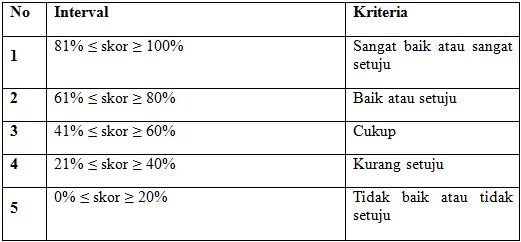 No Interval Kriteria
1 81% ≤ skor ≥ 100% Sangat baik atau sangat
setuju
2 61% ≤ skor ≥ 80% Baik atau setuju
3 41% ≤ skor ≥ 60% Cukup
4 21% ≤ skor ≥ 40% Kurang setuju
5 0% ≤ skor ≥ 20% Tidak baik atau tidak
setuju